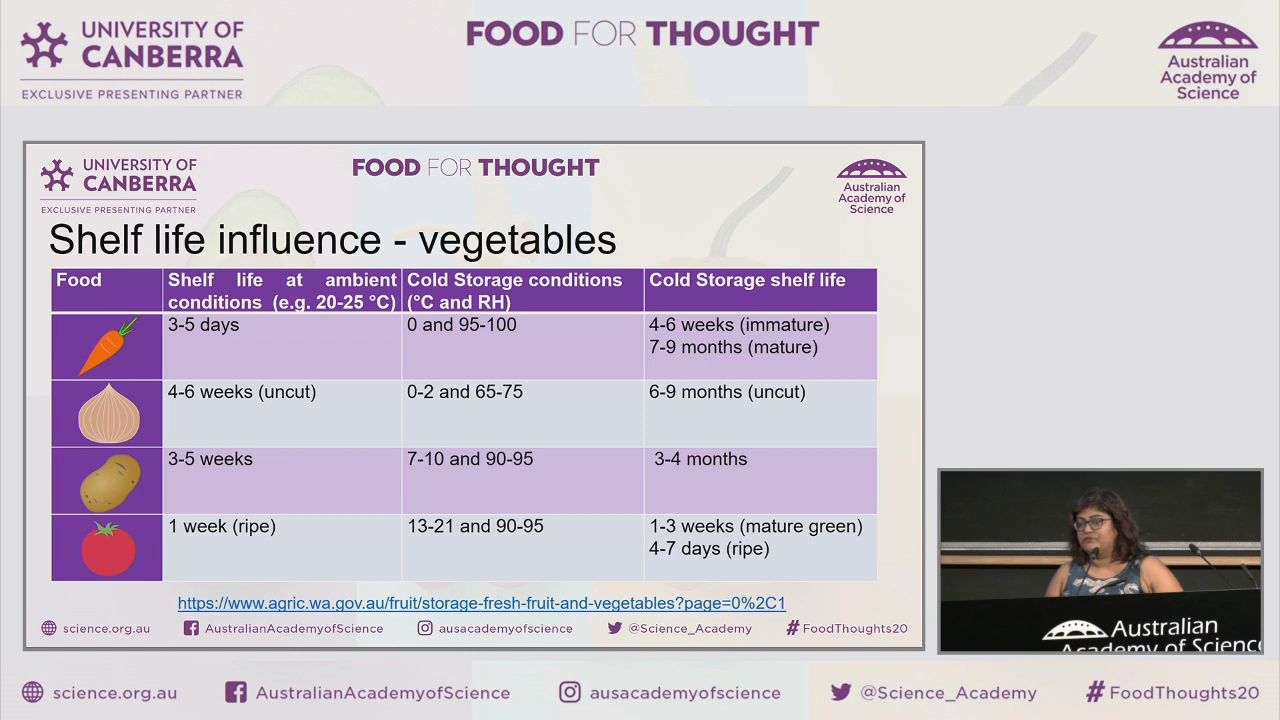 UNIVERSITY OF
CANBERRA
EXCLUSIVE PRESENTING PARTNER
FOOD FOR THOUGHT
Australian
Academy of
Science
UNIVERSITY OF
CANBERRA
EXCLUSIVE PRESENTING PARTNER
FOOD FOR THOUGHT
Australian
Academy of
Science
Shelf life influence - vegetables
Food
Shelf life at ambient
conditions (e.g. 20-25 °C)
Cold Storage conditions
(°C and RH)
Cold Storage shelf life
3-5 days
0 and 95-100
4-6 weeks (immature)
7-9 months (mature)
4-6 weeks (uncut)
0-2 and 65-75
6-9 months (uncut)
3-5 weeks
7-10 and 90-95
3-4 months
1 week (ripe)
13-21 and 90-95
1-3 weeks (mature green)
4-7 days (ripe)
https://www.agric.wa.gov.au/fruit/storage-fresh-fruit-and-vegetables?page=0%2C1
science.org.au
AustralianAcademyofScience
ausacademyofscience
@Science_Academy
#FoodThoughts20
Australian
Academy of Science
science.org.au
AustralianAcademyofScience
ausacademyofscience
@Science_Academy
#FoodThoughts20